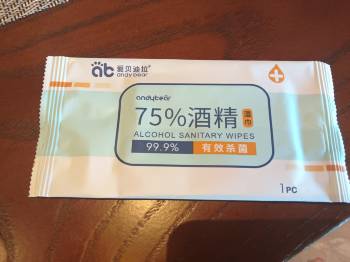 ab 爱贝迪拉
andybear
andybear
75%酒精湿巾
ALCOHOL SANITARY WIPES
99.9% 有效杀菌
1PC